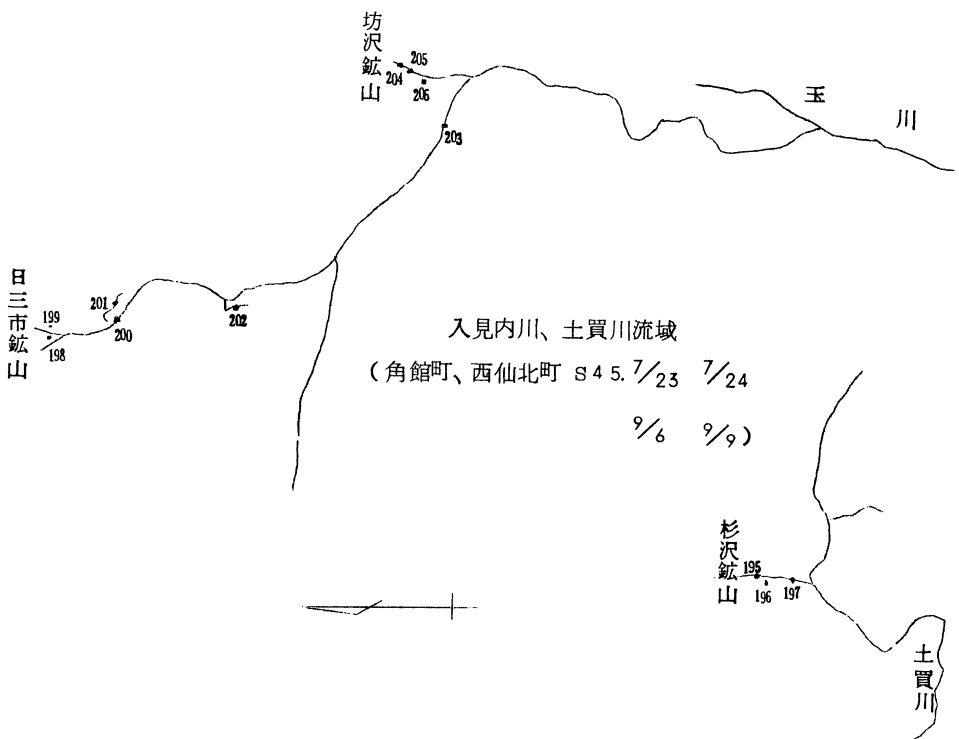 坊沢鉱山
205
204
206
203
玉川
日三市鉱山
199
198
201
200
202
入見内川、土買川流域
(角館町、西仙北町 S45.7/23 7/24
9/6 9/9)
杉沢鉱山
195
196
197
土買川